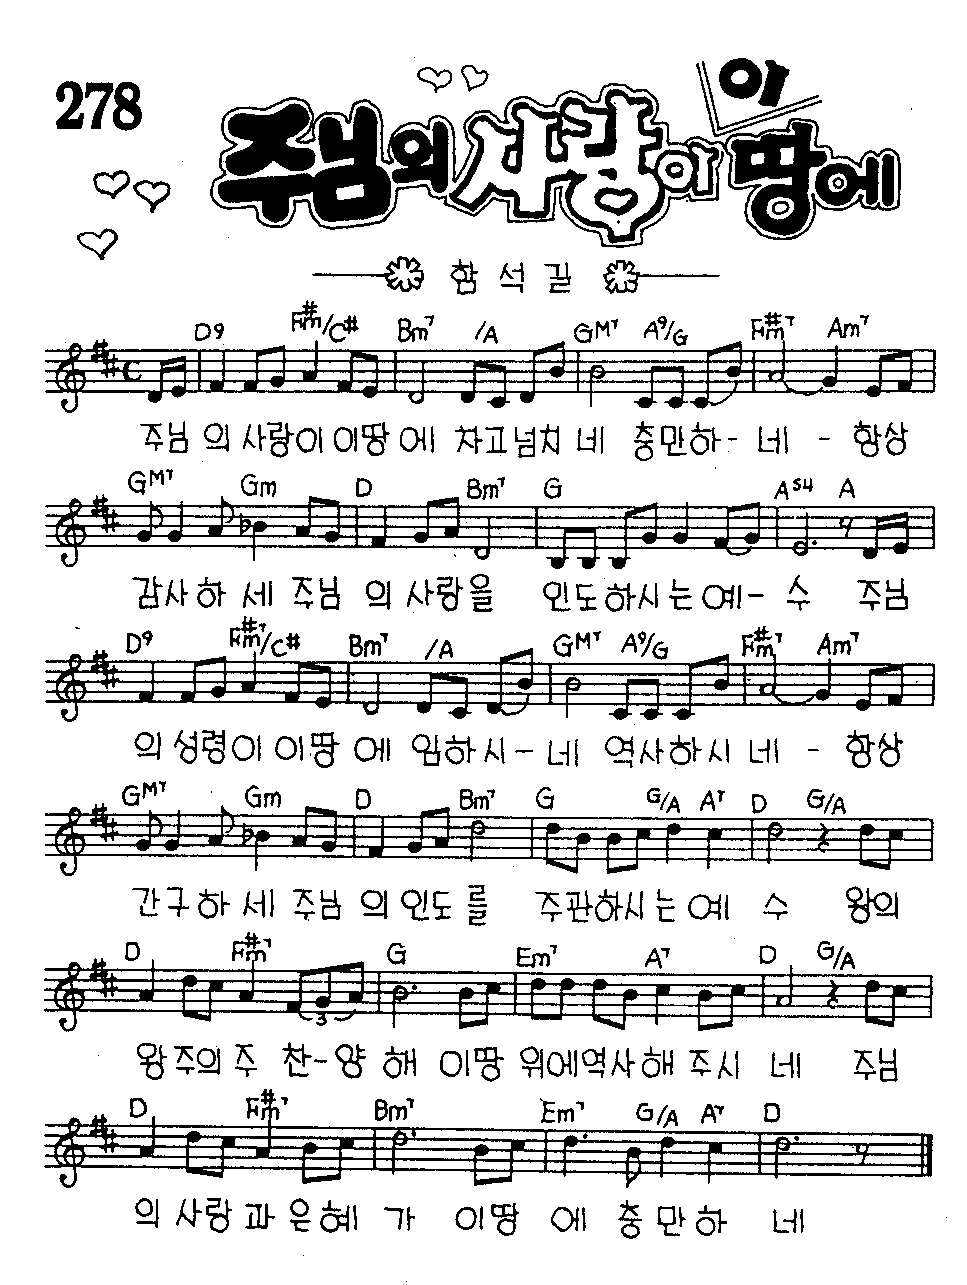 278
주님의 사랑이 이 땅에
함석길
D9 F#m/C# Bm7 /A GM7 A9/G F#m7 Am7
주님 의 사랑이 이땅 에 차고넘치 네 충만하 - 네 - 항상
GM7 Gm D Bm7 G AS4 A
감사하 세 주님 의 사랑을 인도하시는 예 - 수 주님
D9 F#m7/C# Bm7 /A GM7 A9/G F#m7 Am7
의 성령이 이땅 에 임하시 - 네 역사하시 네 - 항상
GM7 Gm D Bm7 G G/A A7 D G/A
간구하 세 주님 의 인도를 주관하시는 예 수 왕의
D F#m7 G Em7 A7 D G/A
3
왕주의 주 찬-양 해 이땅 위에역사해 주시 네 주님
D F#m7 Bm7 Em7 G/A A7 D
의 사랑 과 은혜 가 이땅 에 충만하 네